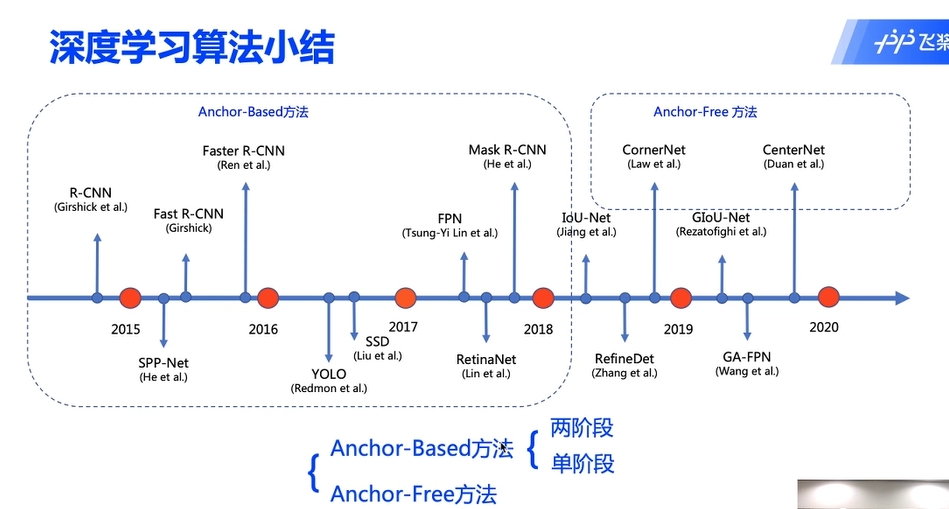 深度学习算法小结
飞桨
Anchor-Based方法
Anchor-Free 方法
R-CNN
(Girshick et al.)
Fast R-CNN
(Girshick)
Faster R-CNN
(Ren et al.)
FPN
(Tsung-Yi Lin et al.)
Mask R-CNN
(He et al.)
IoU-Net
(Jiang et al.)
CornerNet
(Law et al.)
GIoU-Net
(Rezatofighi et al.)
CenterNet
(Duan et al.)
2015
2016
2017
2018
2019
2020
SPP-Net
(He et al.)
YOLO
(Redmon et al.)
SSD
(Liu et al.)
RetinaNet
(Lin et al.)
RefineDet
(Zhang et al.)
GA-FPN
(Wang et al.)
Anchor-Based方法
两阶段
单阶段
Anchor-Free方法